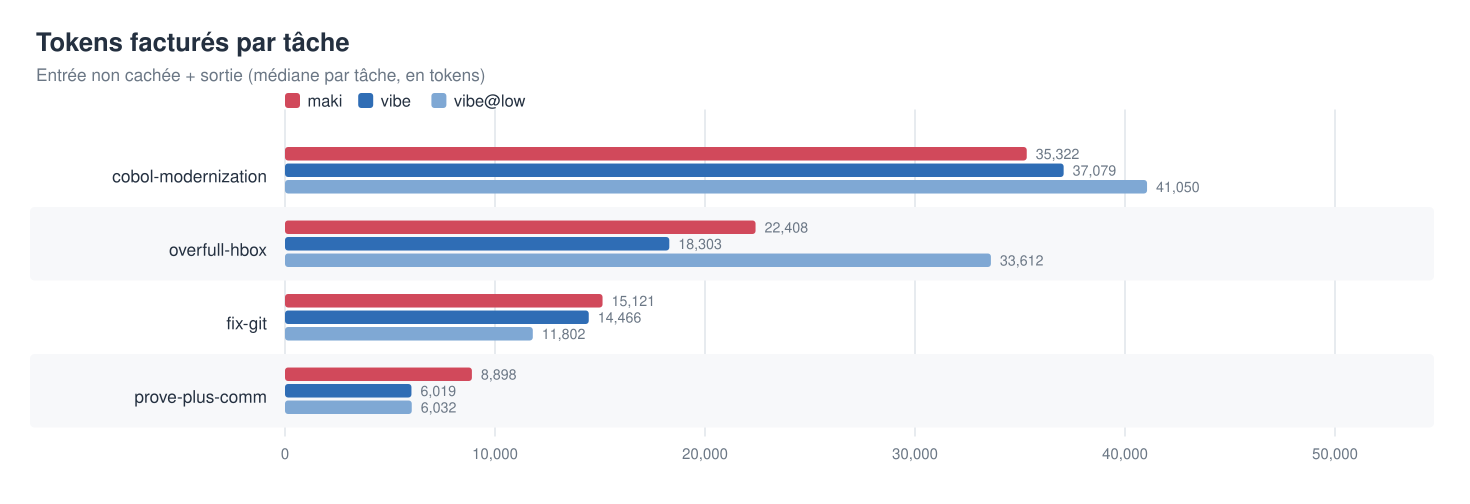 Tokens facturés par tâche
Entrée non cachée + sortie (médiane par tâche, en tokens)
maki vibe vibe@low
cobol-modernization
35,322
37,079
41,050
overfull-hbox
22,408
18,303
33,612
fix-git
15,121
14,466
11,802
prove-plus-comm
8,898
6,019
6,032
0 10,000 20,000 30,000 40,000 50,000